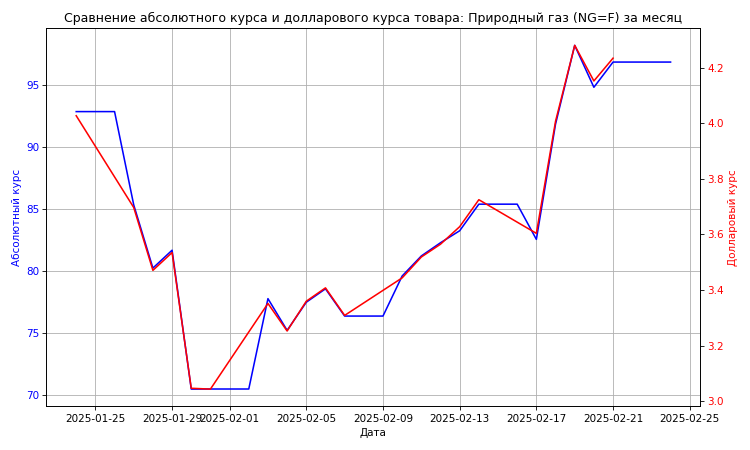 Сравнение абсолютного курса и долларового курса товара: Природный газ (NG=F) за месяц
95
90
85
80
75
70
Абсолютный курс
4.2
4.0
3.8
3.6
3.4
3.2
3.0
Долларовый курс
2025-01-25 2025-01-29 2025-02-01 2025-02-05 2025-02-09 2025-02-13 2025-02-17 2025-02-21 2025-02-25
Дата